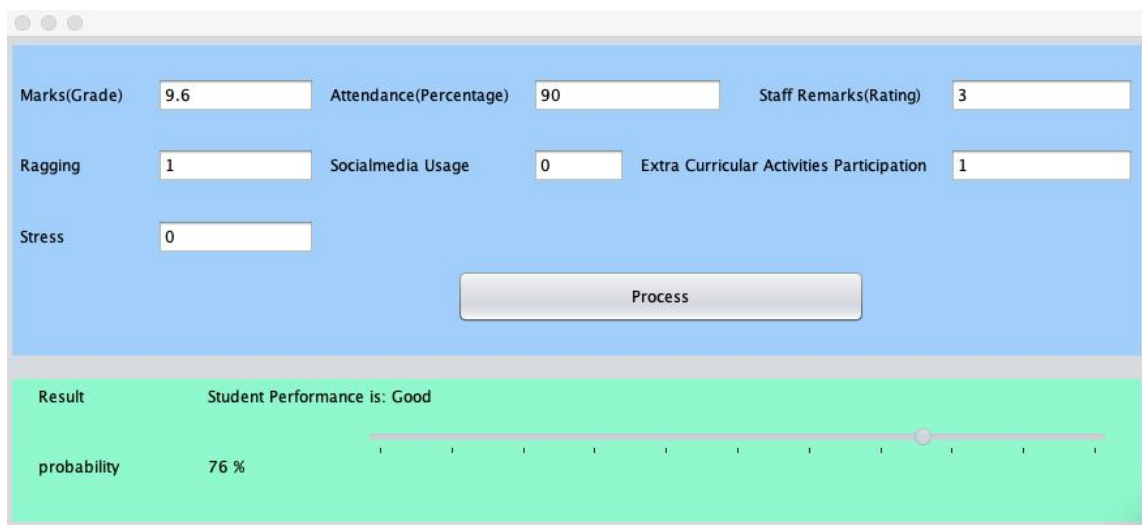 Marks(Grade) 9.6 Attendance(Percentage) 90 Staff Remarks(Rating) 3
Ragging 1 Socialmedia Usage 0 Extra Curricular Activities Participation 1
Stress 0
Process
Result Student Performance is: Good
probability 76 %